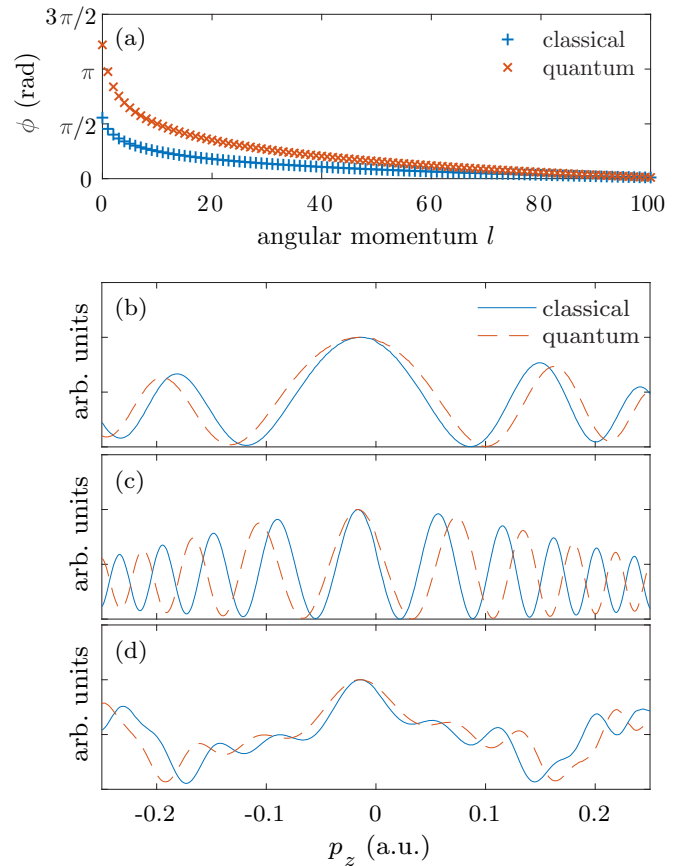 3π/2
(a)
classical
quantum
π
ϕ (rad)
π/2
0
0 20 40 60 80 100
angular momentum l
(b)
classical
quantum
arb. units
(c)
arb. units
(d)
arb. units
-0.2 -0.1 0 0.1 0.2
p_z (a.u.)